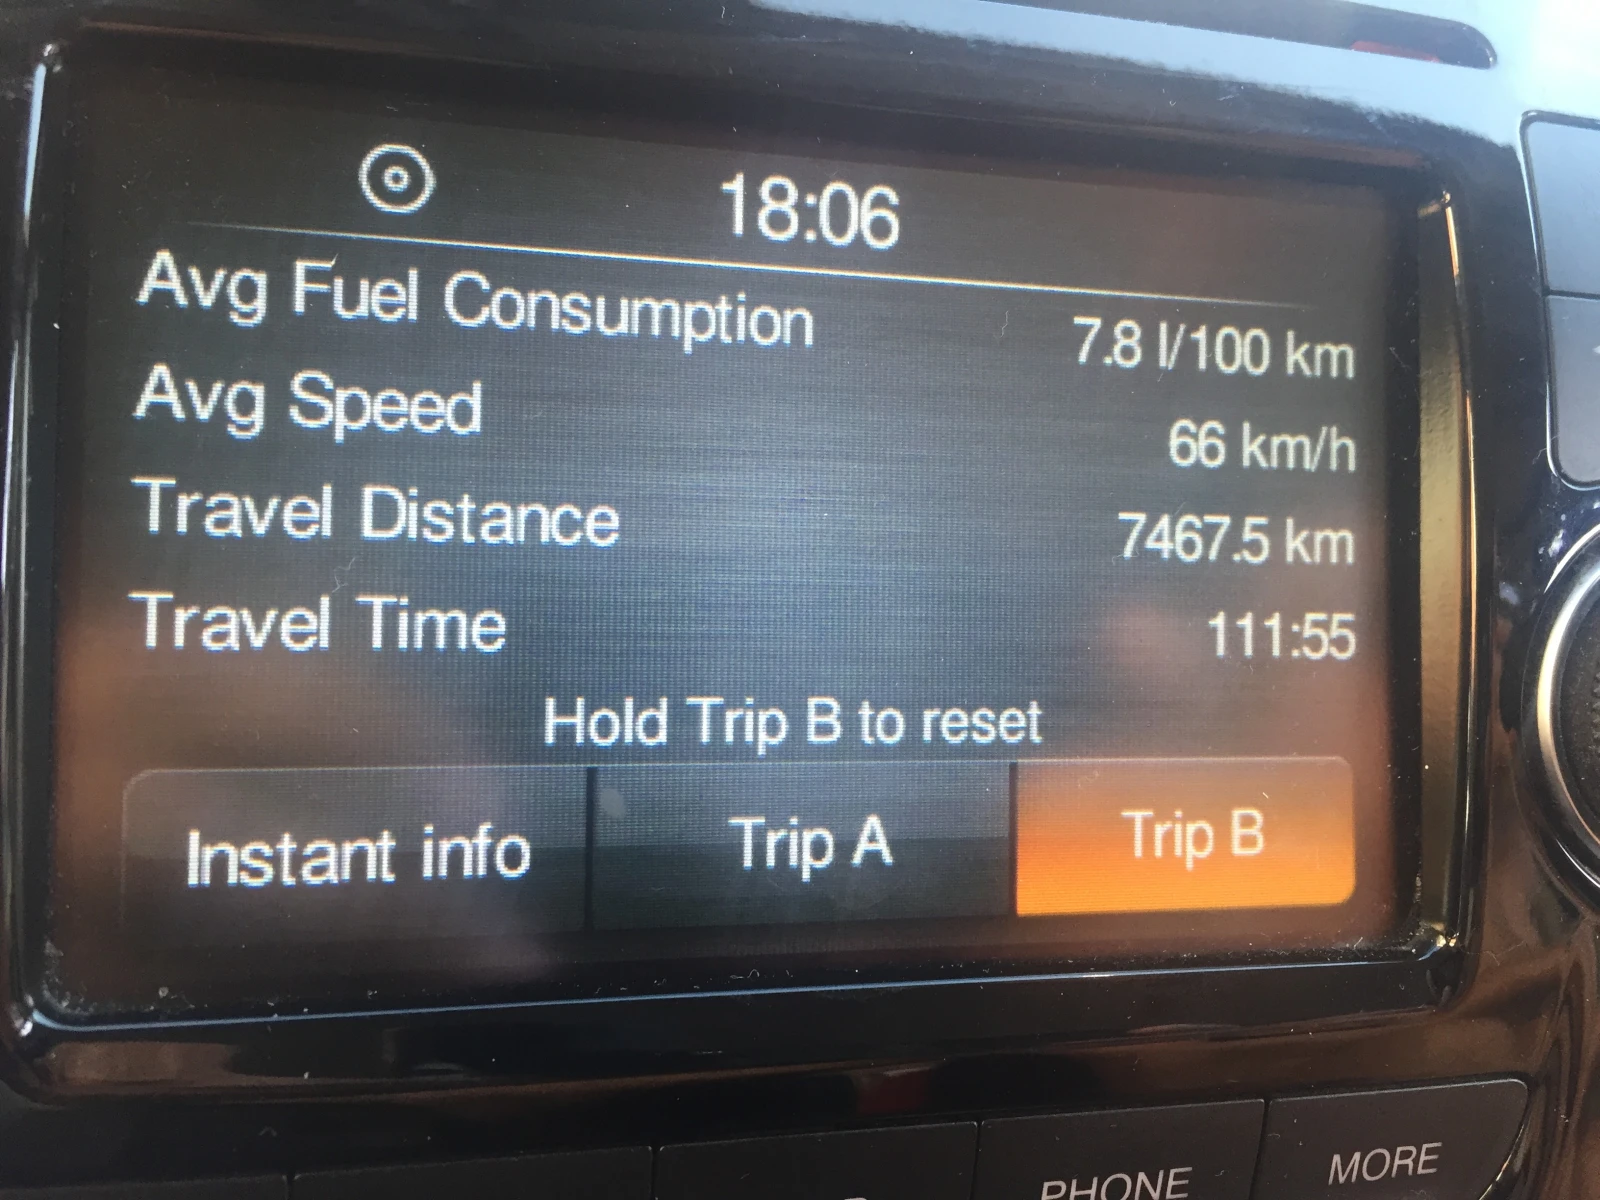 18:06
Avg Fuel Consumption 7.8 l/100 km
Avg Speed 66 km/h
Travel Distance 7467.5 km
Travel Time 111:55
Hold Trip B to reset
Instant info Trip A Trip B
PHONE MORE